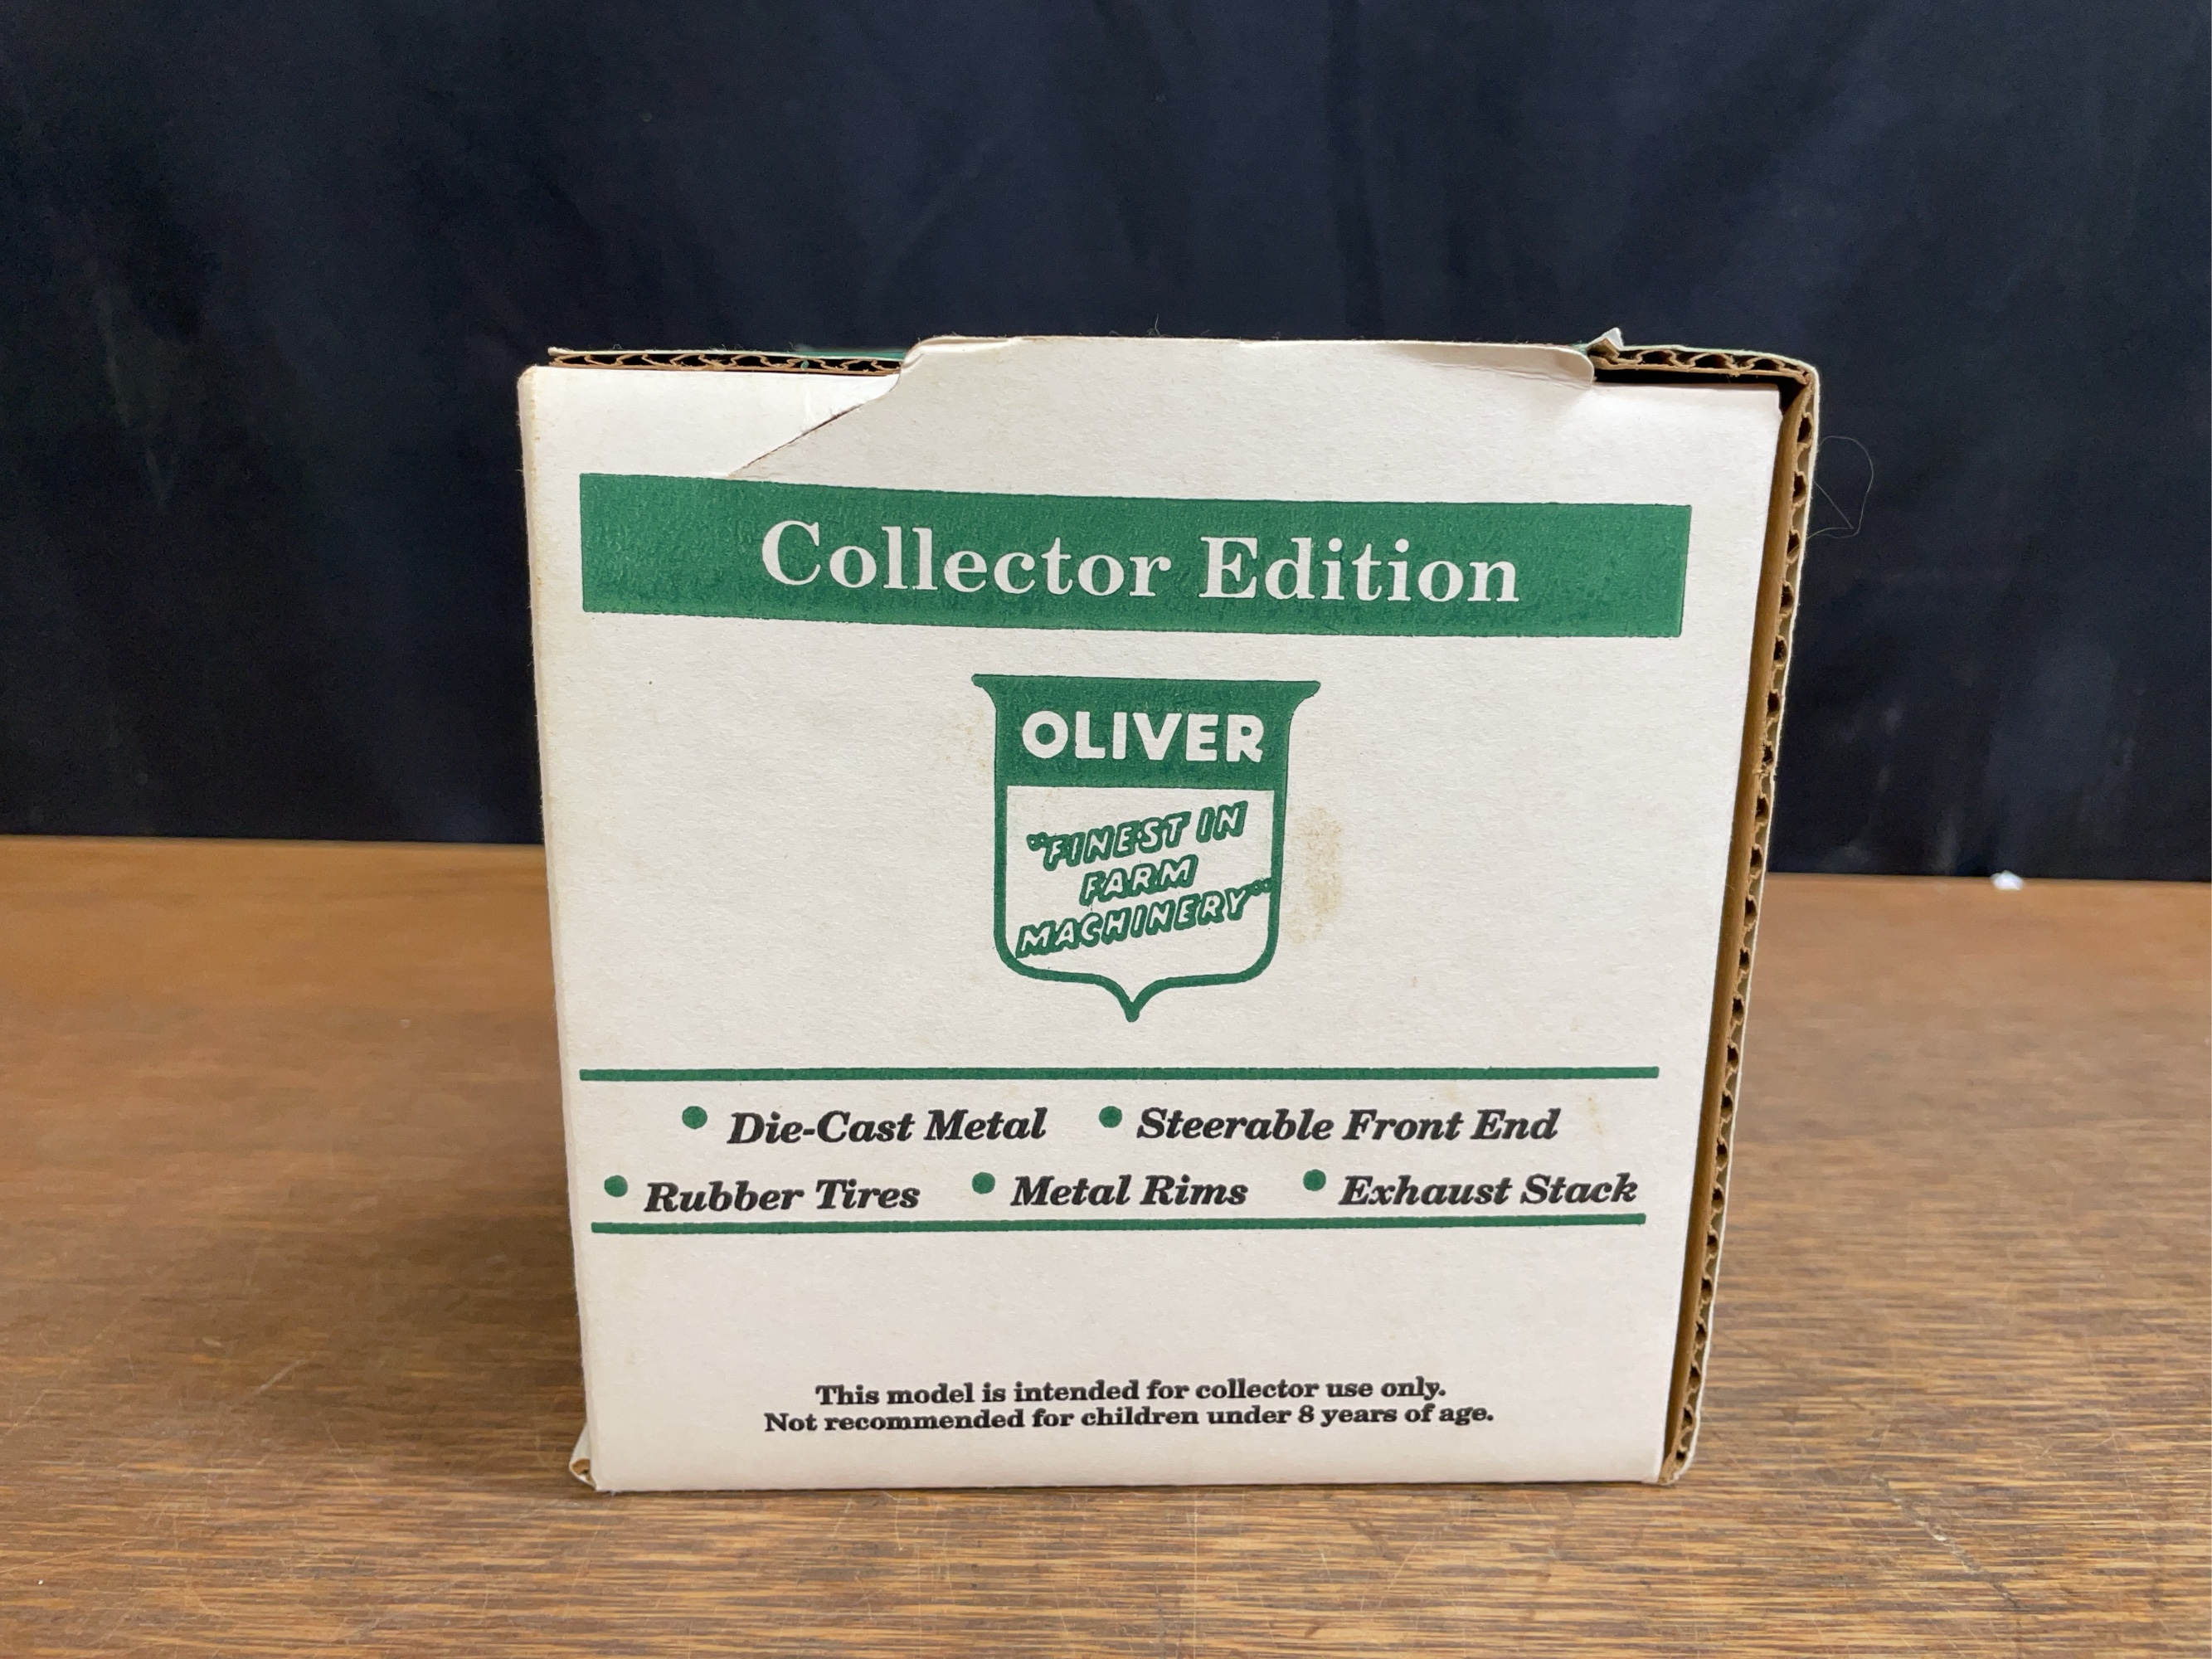 Collector Edition
OLIVER
"FINEST IN
FARM
MACHINERY"
• Die-Cast Metal • Steerable Front End
• Rubber Tires • Metal Rims • Exhaust Stack
This model is intended for collector use only.
Not recommended for children under 8 years of age.